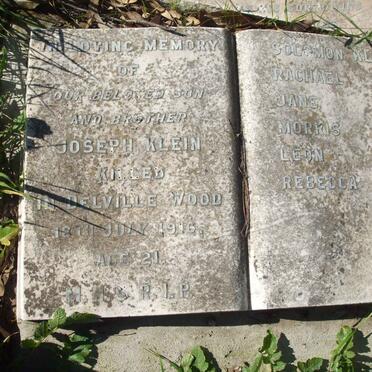 IN LOVING MEMORY
OF
OUR BELOVED SON
AND BROTHER
JOSEPH KLEIN
KILLED
IN DELVILLE WOOD
18TH JULY 1916
AGE 21
R.I.P.
SOLOMON
RACHAEL
JANS
MORRIS
LEON
REBECCA